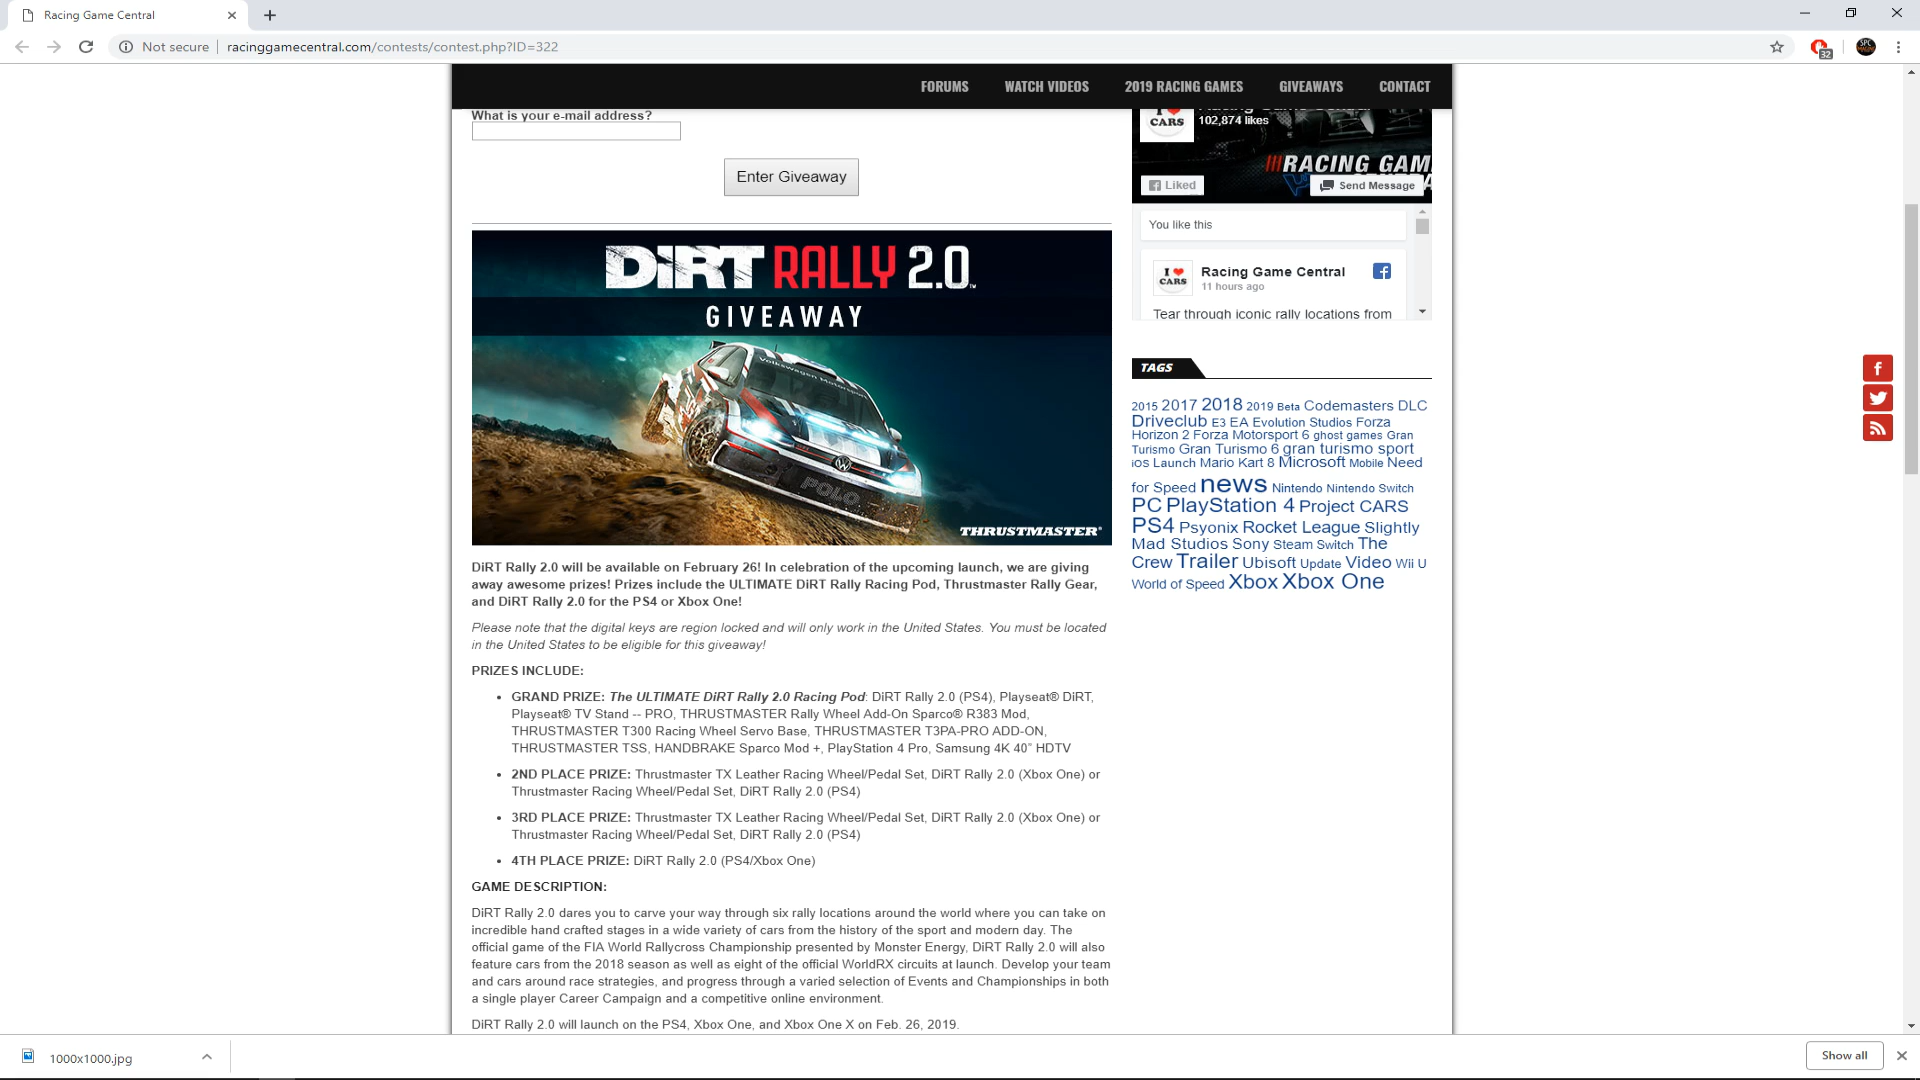 Racing Game Central
Not secure
racinggamecentral.com/contests/contest.php?ID=322
32
FORUMS
WATCH VIDEOS
2019 RACING GAMES
GIVEAWAYS
CONTACT
What is your e-mail address?
Enter Giveaway
DiRT RALLY 2.0
GIVEAWAY
Volkswagen Motorsport
POLO
THRUSTMASTER®
DiRT Rally 2.0 will be available on February 26! In celebration of the upcoming launch, we are giving
away awesome prizes! Prizes include the ULTIMATE DiRT Rally Racing Pod, Thrustmaster Rally Gear,
and DiRT Rally 2.0 for the PS4 or Xbox One!
Please note that the digital keys are region locked and will only work in the United States. You must be located
in the United States to be eligible for this giveaway!
PRIZES INCLUDE:
• GRAND PRIZE: The ULTIMATE DiRT Rally 2.0 Racing Pod: DiRT Rally 2.0 (PS4), Playseat® DiRT,
Playseat® TV Stand -- PRO, THRUSTMASTER Rally Wheel Add-On Sparco® R383 Mod,
THRUSTMASTER T300 Racing Wheel Servo Base, THRUSTMASTER T3PA-PRO ADD-ON,
THRUSTMASTER TSS, HANDBRAKE Sparco Mod +, PlayStation 4 Pro, Samsung 4K 40” HDTV
• 2ND PLACE PRIZE: Thrustmaster TX Leather Racing Wheel/Pedal Set, DiRT Rally 2.0 (Xbox One) or
Thrustmaster Racing Wheel/Pedal Set, DiRT Rally 2.0 (PS4)
• 3RD PLACE PRIZE: Thrustmaster TX Leather Racing Wheel/Pedal Set, DiRT Rally 2.0 (Xbox One) or
Thrustmaster Racing Wheel/Pedal Set, DiRT Rally 2.0 (PS4)
• 4TH PLACE PRIZE: DiRT Rally 2.0 (PS4/Xbox One)
GAME DESCRIPTION:
DiRT Rally 2.0 dares you to carve your way through six rally locations around the world where you can take on
incredible hand crafted stages in a wide variety of cars from the history of the sport and modern day. The
official game of the FIA World Rallycross Championship presented by Monster Energy, DiRT Rally 2.0 will also
feature cars from the 2018 season as well as eight of the official WorldRX circuits at launch. Develop your team
and cars around race strategies, and progress through a varied selection of Events and Championships in both
a single player Career Campaign and a competitive online environment.
DiRT Rally 2.0 will launch on the PS4, Xbox One, and Xbox One X on Feb. 26, 2019.
I ❤
CARS
Racing Game Central
102,874 likes
RACING GAM
Liked
Send Message
You like this
I ❤
CARS
Racing Game Central
11 hours ago
Tear through iconic rally locations from
TAGS
2015 2017 2018 2019 Beta Codemasters DLC
Driveclub E3 EA Evolution Studios Forza
Horizon 2 Forza Motorsport 6 ghost games Gran
Turismo Gran Turismo 6 gran turismo sport
ios Launch Mario Kart 8 Microsoft Mobile Need
for Speed news Nintendo Nintendo Switch
PC PlayStation 4 Project CARS
PS4 Psyonix Rocket League Slightly
Mad Studios Sony Steam Switch The
Crew Trailer Ubisoft Update Video Wii U
World of Speed Xbox Xbox One
1000x1000.jpg
Show all